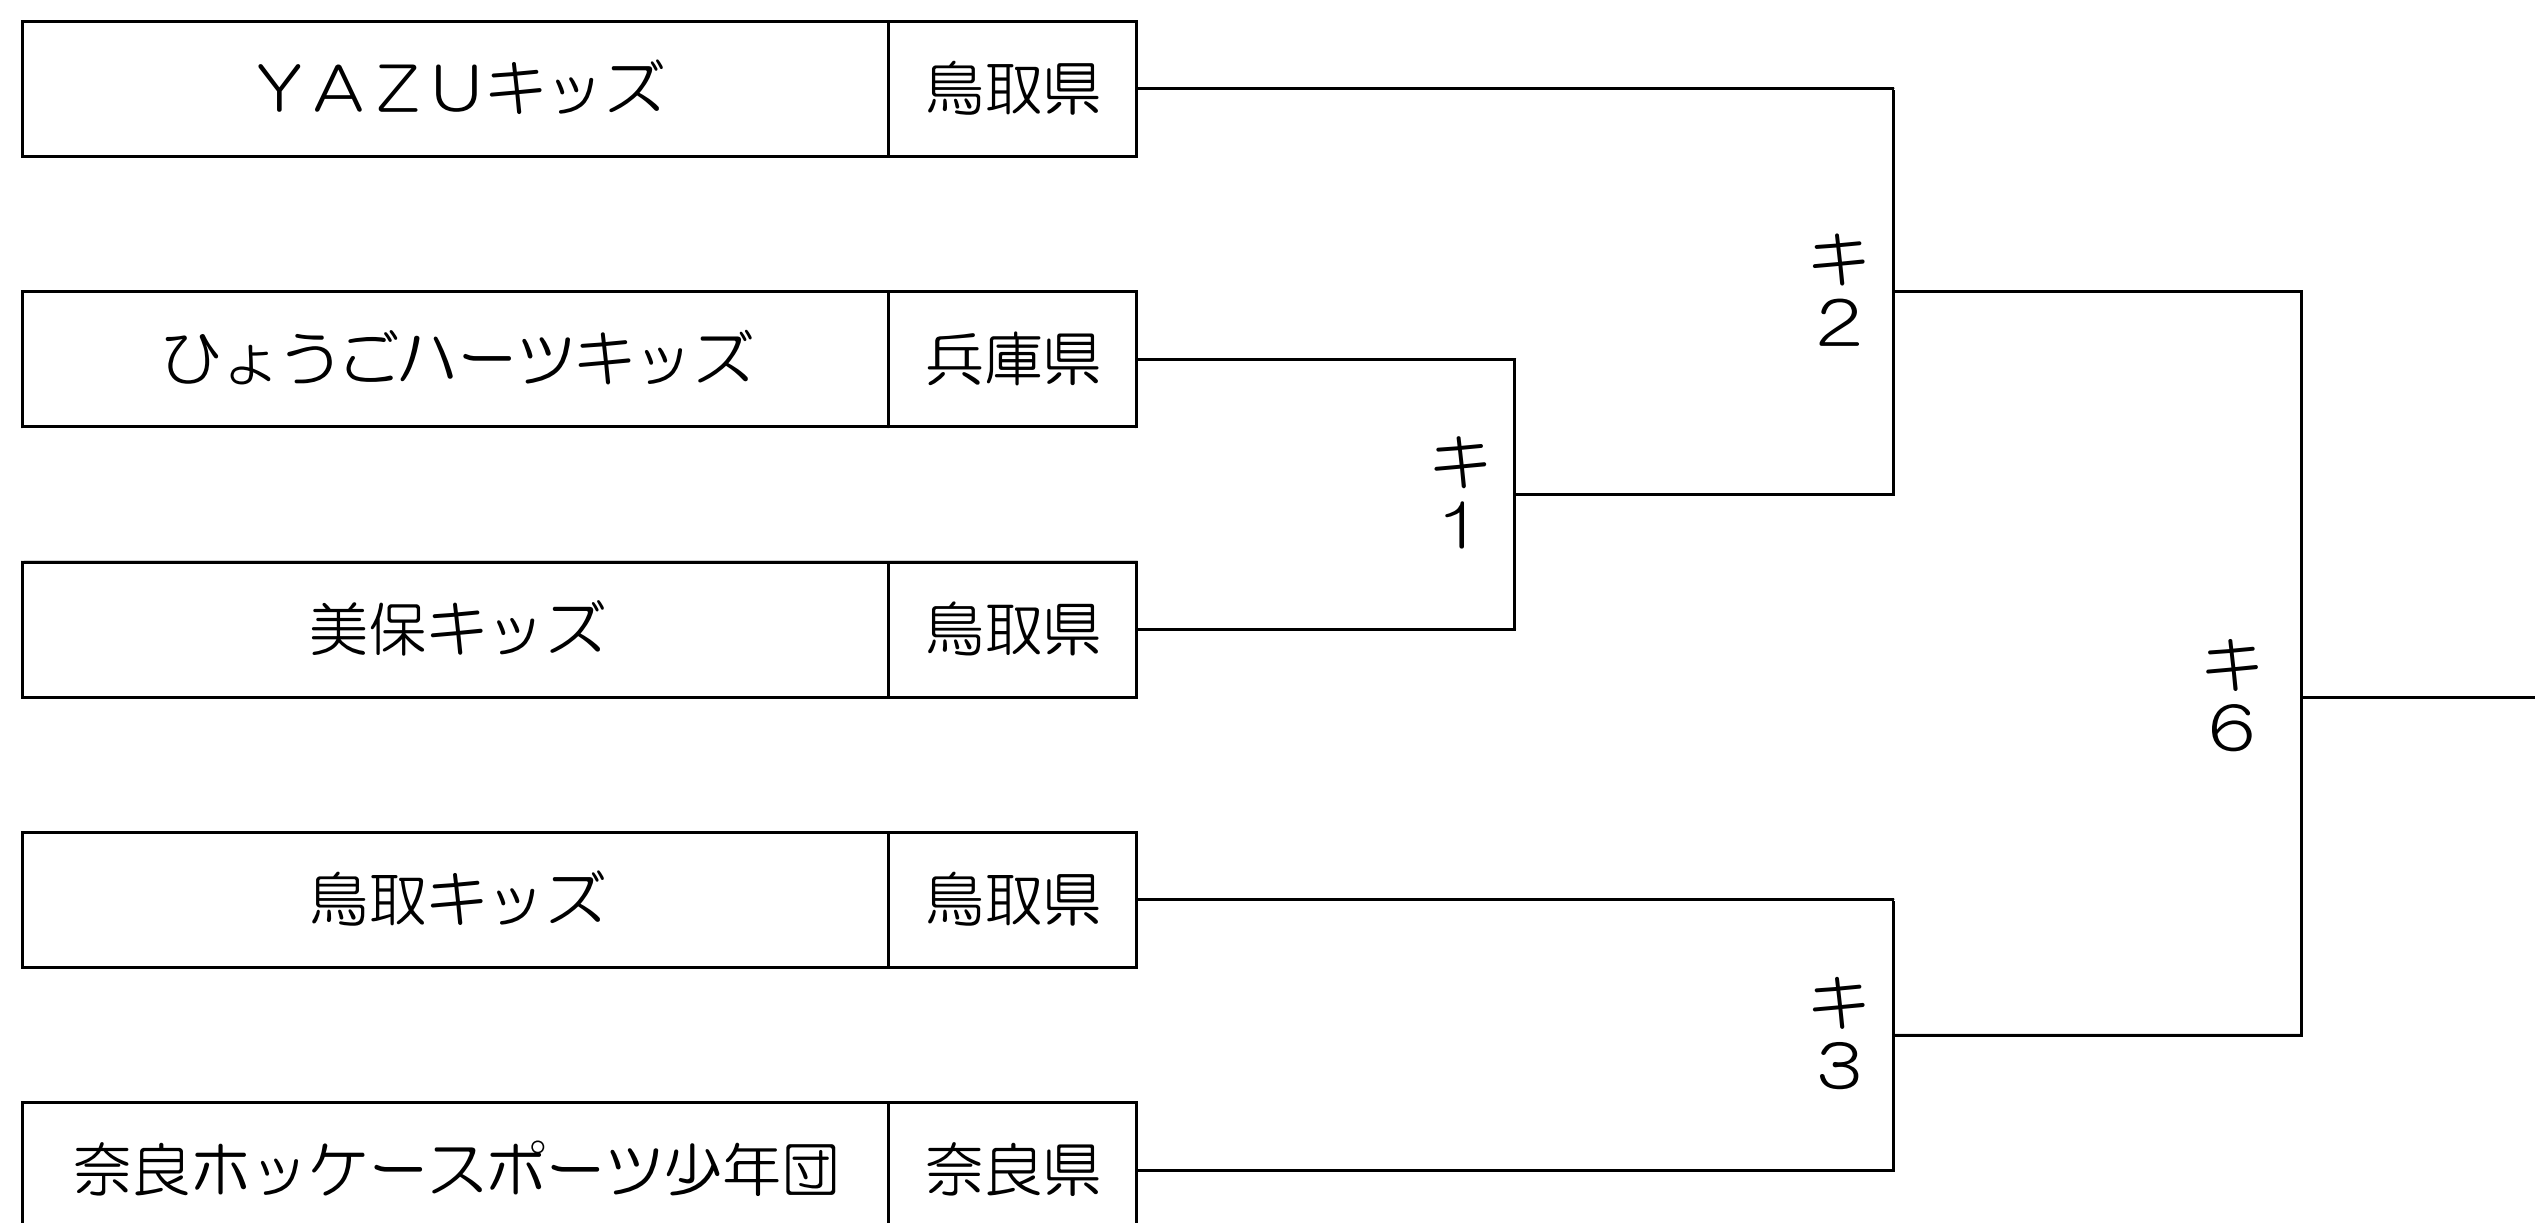 ＹＡＺＵキッズ 鳥取県
キ2
ひょうごハーツキッズ 兵庫県
キ1
美保キッズ 鳥取県
キ6
鳥取キッズ 鳥取県
キ3
奈良ホッケースポーツ少年団 奈良県